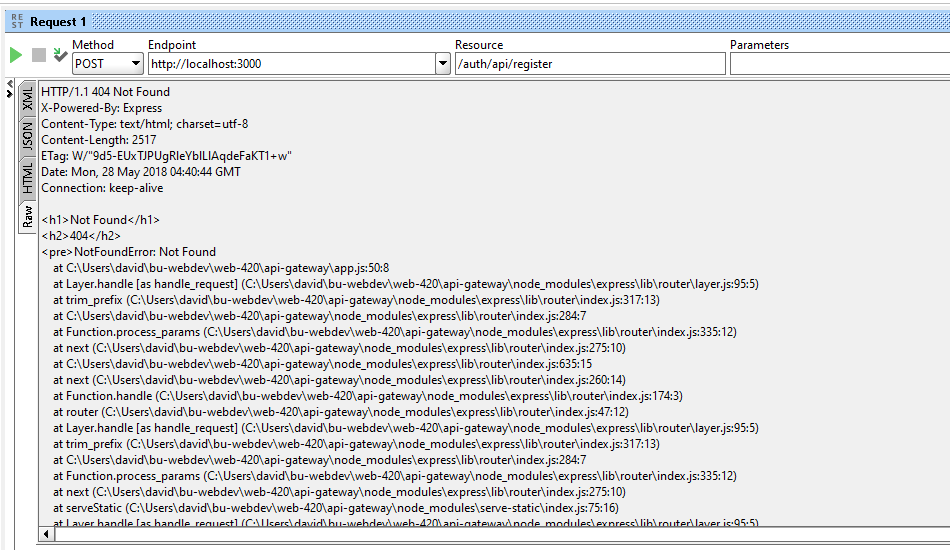 REST Request 1
Method Endpoint Resource Parameters
POST http://localhost:3000 /auth/api/register
XML
JSON
HTML
Raw
HTTP/1.1 404 Not Found
X-Powered-By: Express
Content-Type: text/html; charset=utf-8
Content-Length: 2517
ETag: W/"9d5-EUxTJPUgRIeYbILIAqdeFaKT1+w"
Date: Mon, 28 May 2018 04:40:44 GMT
Connection: keep-alive
<h1>Not Found</h1>
<h2>404</h2>
<pre>NotFoundError: Not Found
at C:\Users\david\bu-webdev\web-420\api-gateway\app.js:50:8
at Layer.handle [as handle_request] (C:\Users\david\bu-webdev\web-420\api-gateway\node_modules\express\lib\router\layer.js:95:5)
at trim_prefix (C:\Users\david\bu-webdev\web-420\api-gateway\node_modules\express\lib\router\index.js:317:13)
at C:\Users\david\bu-webdev\web-420\api-gateway\node_modules\express\lib\router\index.js:284:7
at Function.process_params (C:\Users\david\bu-webdev\web-420\api-gateway\node_modules\express\lib\router\index.js:335:12)
at next (C:\Users\david\bu-webdev\web-420\api-gateway\node_modules\express\lib\router\index.js:275:10)
at C:\Users\david\bu-webdev\web-420\api-gateway\node_modules\express\lib\router\index.js:635:15
at next (C:\Users\david\bu-webdev\web-420\api-gateway\node_modules\express\lib\router\index.js:260:14)
at Function.handle (C:\Users\david\bu-webdev\web-420\api-gateway\node_modules\express\lib\router\index.js:174:3)
at router (C:\Users\david\bu-webdev\web-420\api-gateway\node_modules\express\lib\router\index.js:47:12)
at Layer.handle [as handle_request] (C:\Users\david\bu-webdev\web-420\api-gateway\node_modules\express\lib\router\layer.js:95:5)
at trim_prefix (C:\Users\david\bu-webdev\web-420\api-gateway\node_modules\express\lib\router\index.js:317:13)
at C:\Users\david\bu-webdev\web-420\api-gateway\node_modules\express\lib\router\index.js:284:7
at Function.process_params (C:\Users\david\bu-webdev\web-420\api-gateway\node_modules\express\lib\router\index.js:335:12)
at next (C:\Users\david\bu-webdev\web-420\api-gateway\node_modules\express\lib\router\index.js:275:10)
at serveStatic (C:\Users\david\bu-webdev\web-420\api-gateway\node_modules\serve-static\index.js:75:16)
at Layer.handle [as handle_request] (C:\Users\david\bu-webdev\web-420\api-gateway\node_modules\express\lib\router\layer.js:95:5)